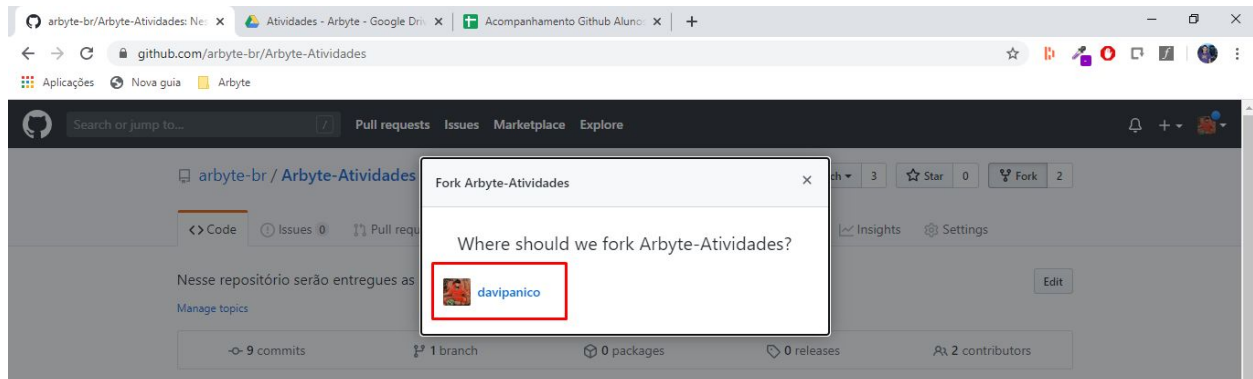 arbyte-br/Arbyte-Atividades: Nes
Atividades - Arbyte - Google Driv
Acompanhamento Github Alunos
github.com/arbyte-br/Arbyte-Atividades
Aplicações Nova guia Arbyte
Search or jump to... / Pull requests Issues Marketplace Explore
arbyte-br / Arbyte-Atividades
ch 3 Star 0 Fork 2
Fork Arbyte-Atividades
Code Issues 0 Pull requ Insights Settings
Where should we fork Arbyte-Atividades?
Nesse repositório serão entregues as Edit
davipanico
Manage topics
9 commits 1 branch 0 packages 0 releases 2 contributors